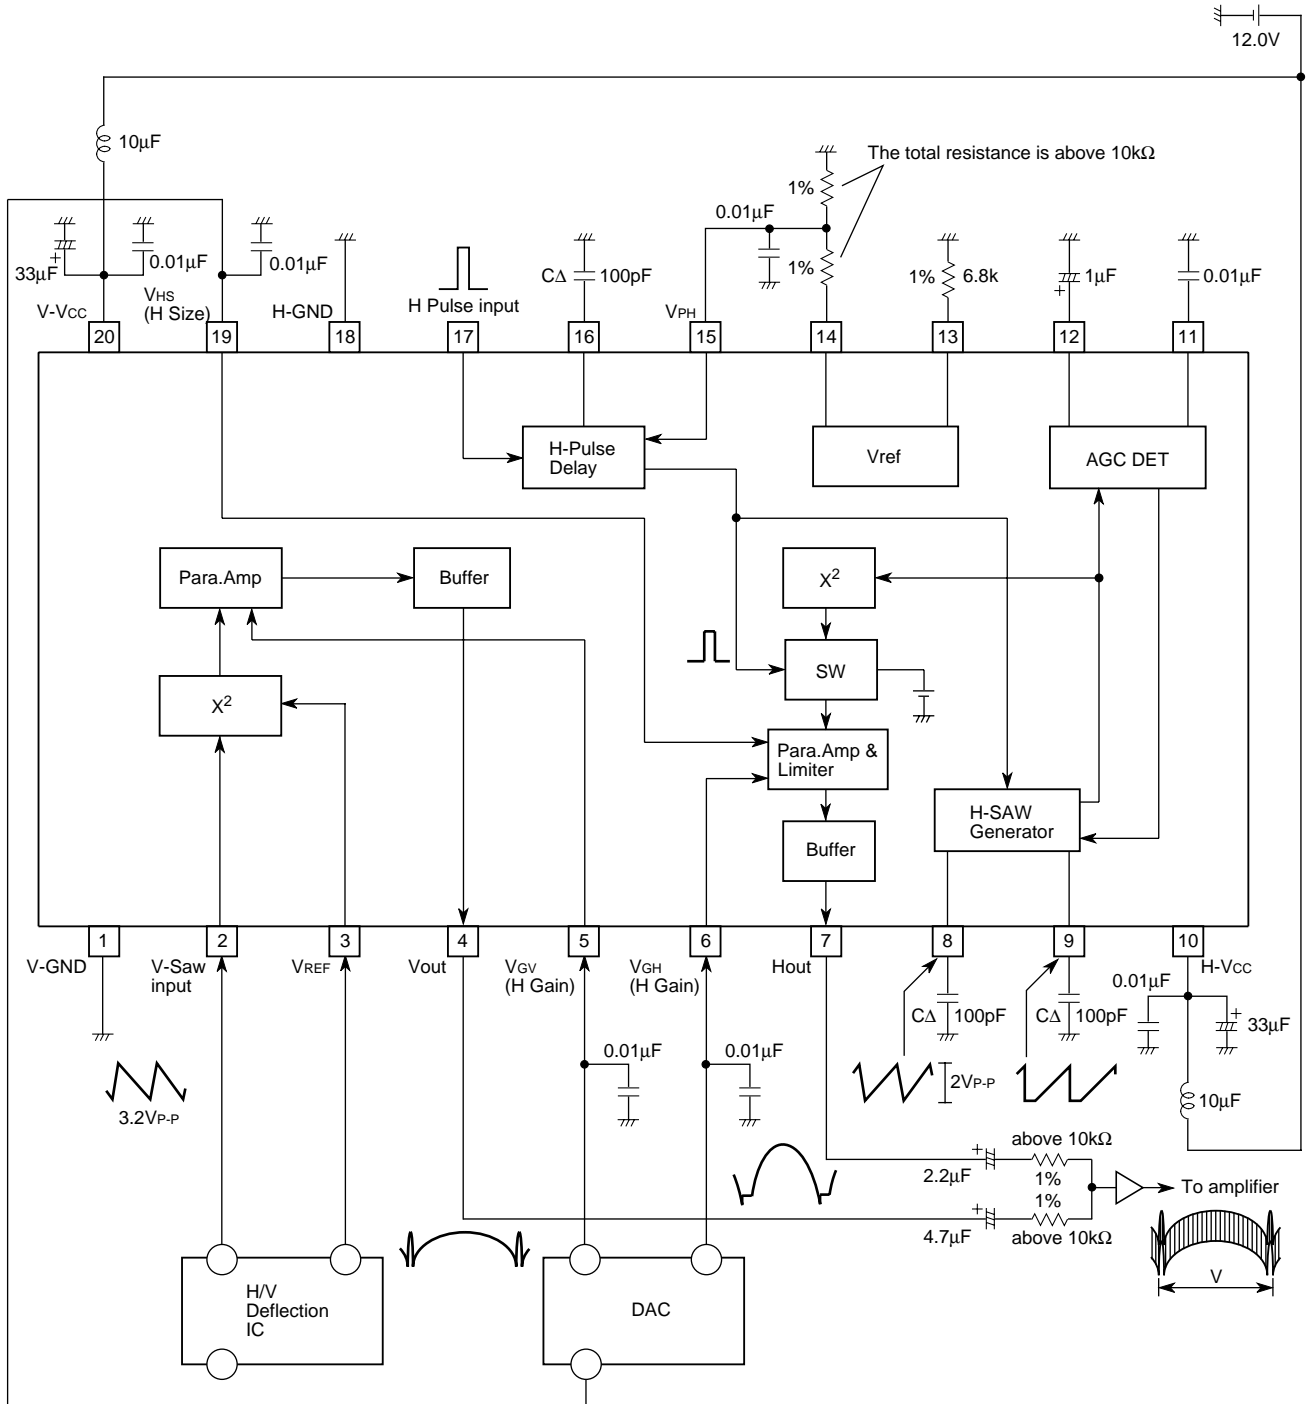 12.0V
10µF
The total resistance is above 10kΩ
1%
0.01µF
1%
33µF
+
0.01µF
0.01µF
CΔ
100pF
1%
6.8k
1µF
+
0.01µF
V-VCC
VHS
(H Size)
H-GND
H Pulse input
VPH
20
19
18
17
16
15
14
13
12
11
H-Pulse
Delay
Vref
AGC DET
Para.Amp
Buffer
X²
SW
X²
Para.Amp &
Limiter
H-SAW
Generator
Buffer
1
2
3
4
5
6
7
8
9
10
V-GND
V-Saw
input
VREF
Vout
VGV
(H Gain)
VGH
(H Gain)
Hout
H-VCC
0.01µF
CΔ
100pF
CΔ
100pF
+
33µF
0.01µF
0.01µF
3.2VP-P
2VP-P
10µF
above 10kΩ
+
2.2µF
1%
1%
To amplifier
+
4.7µF
above 10kΩ
V
H/V
Deflection
IC
DAC